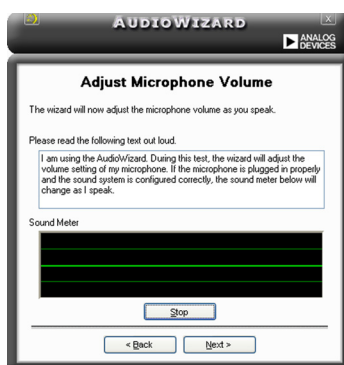 AUDIOWIZARD
ANALOG
DEVICES
Adjust Microphone Volume
The wizard will now adjust the microphone volume as you speak.
Please read the following text out loud.
I am using the AudioWizard. During this test, the wizard will adjust the
volume setting of my microphone. If the microphone is plugged in properly
and the sound system is configured correctly, the sound meter below will
change as I speak.
Sound Meter
Stop
< Back Next >